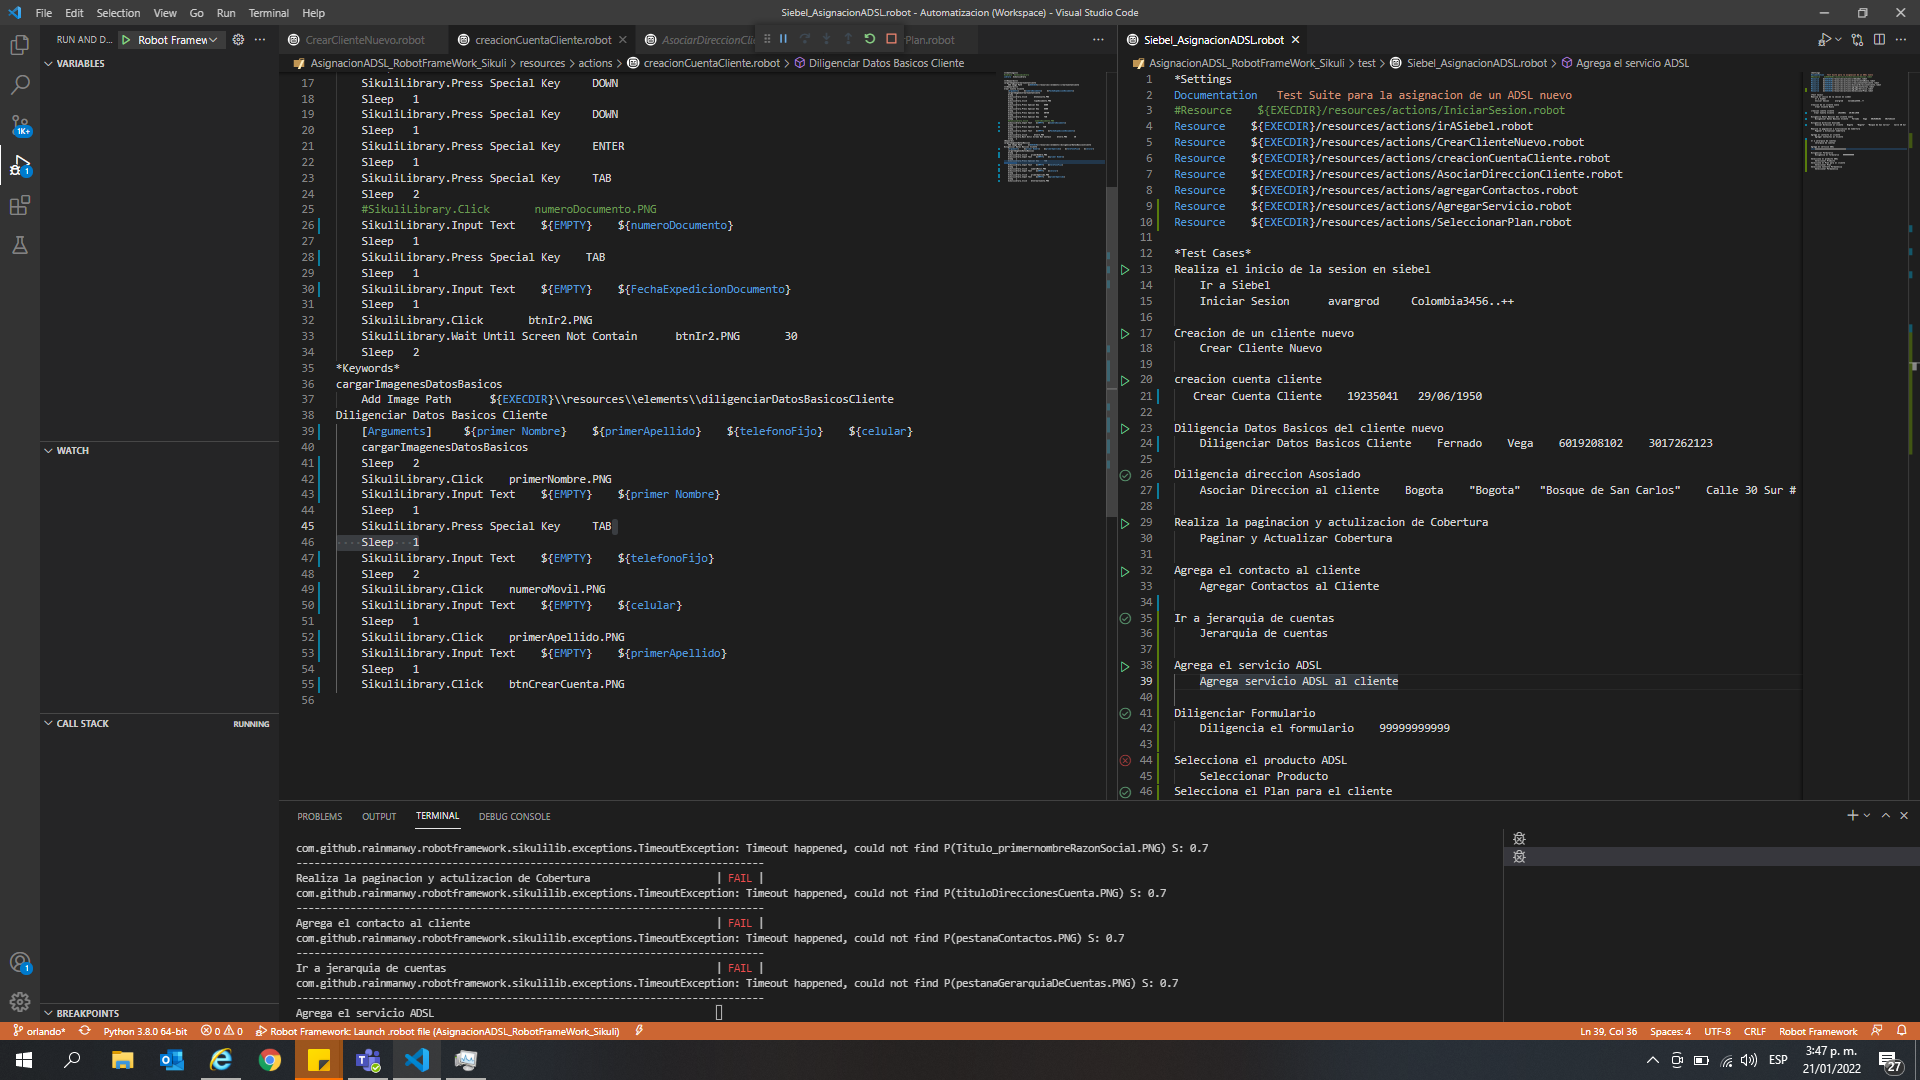 File Edit Selection View Go Run Terminal Help
Siebel_AsignacionADSL.robot - Automatizacion (Workspace) - Visual Studio Code
RUN AND D... Robot Framew
VARIABLES
WATCH
CALL STACK RUNNING
BREAKPOINTS
1K+
1
1
CrearClienteNuevo.robot creacionCuentaCliente.robot AsociarDireccionCli Plan.robot
AsignacionADSL_RobotFrameWork_Sikuli > resources > actions > creacionCuentaCliente.robot > Diligenciar Datos Basicos Cliente
17 SikuliLibrary.Press Special Key DOWN
18 Sleep 1
19 SikuliLibrary.Press Special Key DOWN
20 Sleep 1
21 SikuliLibrary.Press Special Key ENTER
22 Sleep 1
23 SikuliLibrary.Press Special Key TAB
24 Sleep 2
25 #SikuliLibrary.Click numeroDocumento.PNG
26 SikuliLibrary.Input Text ${EMPTY} ${numeroDocumento}
27 Sleep 1
28 SikuliLibrary.Press Special Key TAB
29 Sleep 1
30 SikuliLibrary.Input Text ${EMPTY} ${FechaExpedicionDocumento}
31 Sleep 1
32 SikuliLibrary.Click btnIr2.PNG
33 SikuliLibrary.Wait Until Screen Not Contain btnIr2.PNG 30
34 Sleep 2
35 *Keywords*
36 cargarImagenesDatosBasicos
37 Add Image Path ${EXECDIR}\\resources\\elements\\diligenciarDatosBasicosCliente
38 Diligenciar Datos Basicos Cliente
39 [Arguments] ${primer Nombre} ${primerApellido} ${telefonoFijo} ${celular}
40 cargarImagenesDatosBasicos
41 Sleep 2
42 SikuliLibrary.Click primerNombre.PNG
43 SikuliLibrary.Input Text ${EMPTY} ${primer Nombre}
44 Sleep 1
45 SikuliLibrary.Press Special Key TAB
46 Sleep 1
47 SikuliLibrary.Input Text ${EMPTY} ${telefonoFijo}
48 Sleep 2
49 SikuliLibrary.Click numeroMovil.PNG
50 SikuliLibrary.Input Text ${EMPTY} ${celular}
51 Sleep 1
52 SikuliLibrary.Click primerApellido.PNG
53 SikuliLibrary.Input Text ${EMPTY} ${primerApellido}
54 Sleep 1
55 SikuliLibrary.Click btnCrearCuenta.PNG
56
Siebel_AsignacionADSL.robot
AsignacionADSL_RobotFrameWork_Sikuli > test > Siebel_AsignacionADSL.robot > Agrega el servicio ADSL
1 *Settings
2 Documentation Test Suite para la asignacion de un ADSL nuevo
3 #Resource ${EXECDIR}/resources/actions/IniciarSesion.robot
4 Resource ${EXECDIR}/resources/actions/irASiebel.robot
5 Resource ${EXECDIR}/resources/actions/CrearClienteNuevo.robot
6 Resource ${EXECDIR}/resources/actions/creacionCuentaCliente.robot
7 Resource ${EXECDIR}/resources/actions/AsociarDireccionCliente.robot
8 Resource ${EXECDIR}/resources/actions/agregarContactos.robot
9 Resource ${EXECDIR}/resources/actions/AgregarServicio.robot
10 Resource ${EXECDIR}/resources/actions/SeleccionarPlan.robot
11
12 *Test Cases*
13 Realiza el inicio de la sesion en siebel
14 Ir a Siebel
15 Iniciar Sesion avargrod Colombia3456..++
16
17 Creacion de un cliente nuevo
18 Crear Cliente Nuevo
19
20 creacion cuenta cliente
21 Crear Cuenta Cliente 19235041 29/06/1950
22
23 Diligencia Datos Basicos del cliente nuevo
24 Diligenciar Datos Basicos Cliente Fernado Vega 6019208102 3017262123
25
26 Diligencia direccion Asosiado
27 Asociar Direccion al cliente Bogota "Bogota" "Bosque de San Carlos" Calle 30 Sur #
28
29 Realiza la paginacion y actulizacion de Cobertura
30 Paginar y Actualizar Cobertura
31
32 Agrega el contacto al cliente
33 Agregar Contactos al Cliente
34
35 Ir a jerarquia de cuentas
36 Jerarquia de cuentas
37
38 Agrega el servicio ADSL
39 Agrega servicio ADSL al cliente
40
41 Diligenciar Formulario
42 Diligencia el formulario 99999999999
43
44 Selecciona el producto ADSL
45 Seleccionar Producto
46 Selecciona el Plan para el cliente
PROBLEMS OUTPUT TERMINAL DEBUG CONSOLE
com.github.rainmanwy.robotframework.sikulilib.exceptions.TimeoutException: Timeout happened, could not find P(Titulo_primernombreRazonSocial.PNG) S: 0.7
------------------------------------------------------------------------------
Realiza la paginacion y actulizacion de Cobertura | FAIL |
com.github.rainmanwy.robotframework.sikulilib.exceptions.TimeoutException: Timeout happened, could not find P(tituloDireccionesCuenta.PNG) S: 0.7
------------------------------------------------------------------------------
Agrega el contacto al cliente | FAIL |
com.github.rainmanwy.robotframework.sikulilib.exceptions.TimeoutException: Timeout happened, could not find P(pestanaContactos.PNG) S: 0.7
------------------------------------------------------------------------------
Ir a jerarquia de cuentas | FAIL |
com.github.rainmanwy.robotframework.sikulilib.exceptions.TimeoutException: Timeout happened, could not find P(pestanaGerarquiaDeCuentas.PNG) S: 0.7
------------------------------------------------------------------------------
Agrega el servicio ADSL
orlando* Python 3.8.0 64-bit 0 0 Robot Framework: Launch .robot file (AsignacionADSL_RobotFrameWork_Sikuli)
Ln 39, Col 36 Spaces: 4 UTF-8 CRLF Robot Framework
ESP
3:47 p. m.
21/01/2022
27